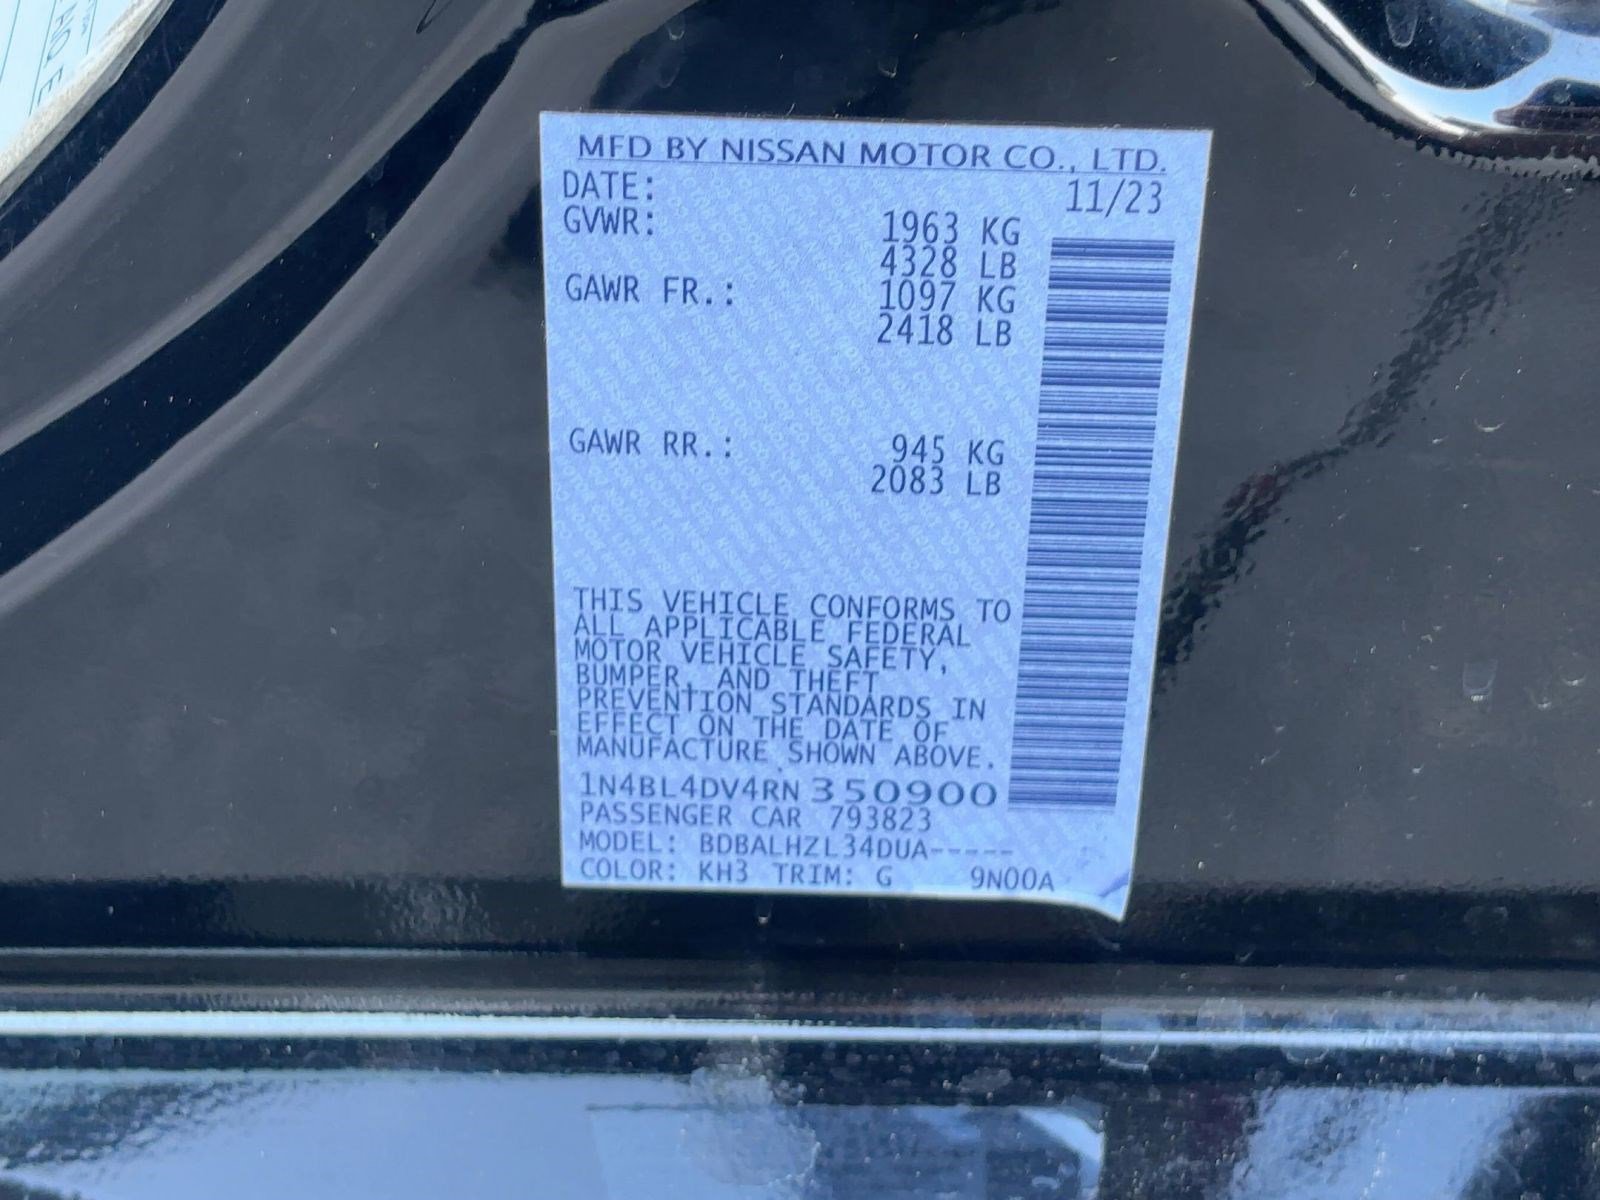 MFD BY NISSAN MOTOR CO., LTD.
DATE: 11/23
GVWR: 1963 KG
4328 LB
GAWR FR.: 1097 KG
2418 LB
GAWR RR.: 945 KG
2083 LB
THIS VEHICLE CONFORMS TO
ALL APPLICABLE FEDERAL
MOTOR VEHICLE SAFETY,
BUMPER, AND THEFT
PREVENTION STANDARDS IN
EFFECT ON THE DATE OF
MANUFACTURE SHOWN ABOVE.
1N4BL4DV4RN350900
PASSENGER CAR 793823
MODEL: BDBALHZL34DUA-----
COLOR: KH3 TRIM: G 9N00A